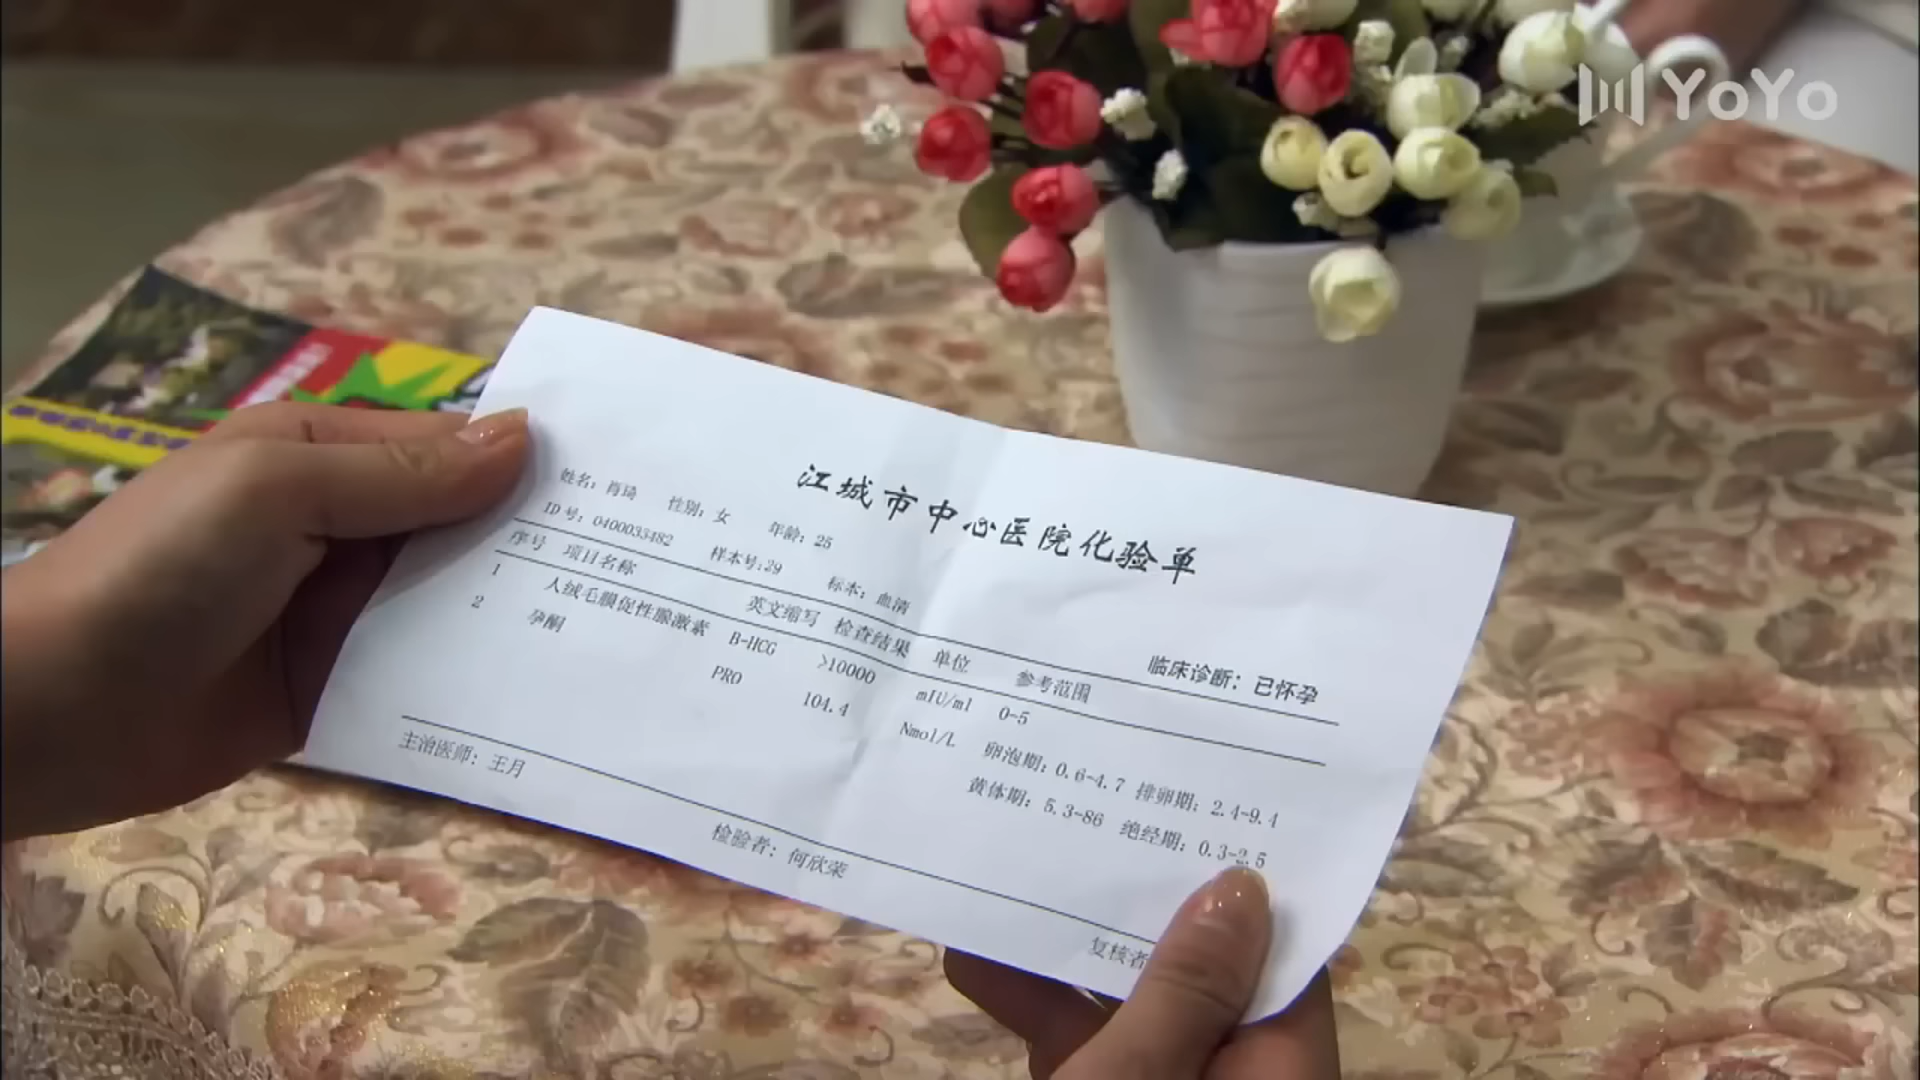 YoYo
江城市中心医院化验单
姓名：肖琦 性别：女 年龄：25
ID号：0400033482 样本号：29 标本：血清
临床诊断：已怀孕
序号 项目名称 英文缩写 检查结果 单位 参考范围
1 人绒毛膜促性腺激素 B-HCG >10000 mIU/ml 0-5
2 孕酮 PRO 104.4 Nmol/L 卵泡期：0.6-4.7 排卵期：2.4-9.4
黄体期：5.3-86 绝经期：0.3-2.5
主治医师：王月 检验者：何欣荣 复核者